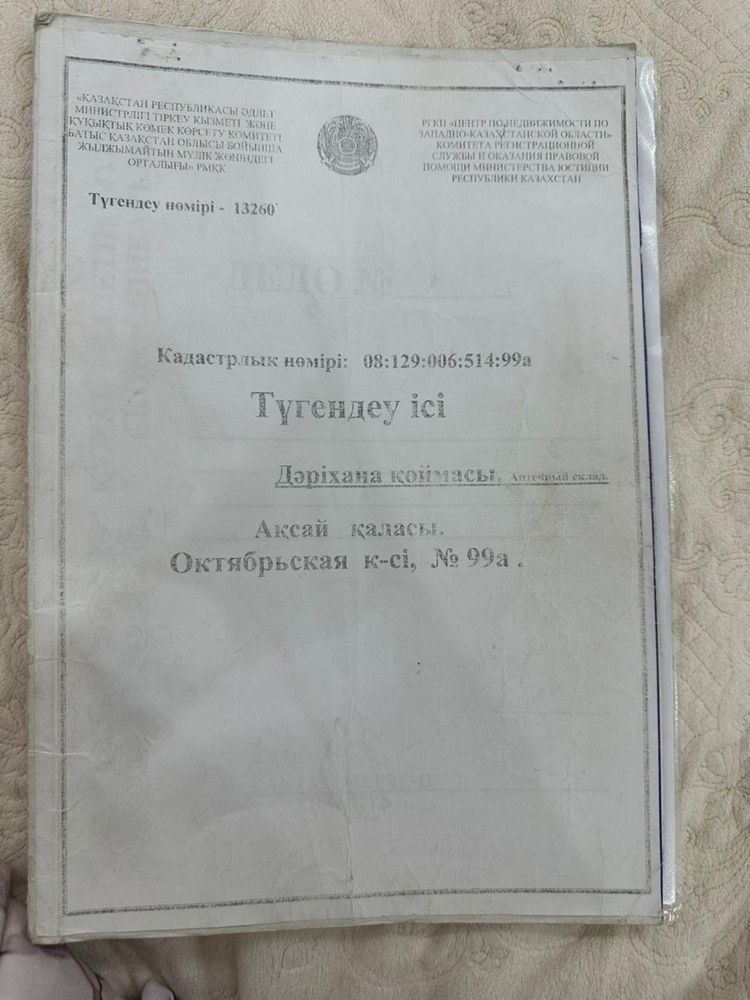 «ҚАЗАҚСТАН РЕСПУБЛИКАСЫ ӘДЛЕТ
МИНИСТРЛІГІ ТІРКЕУ ҚЫЗМЕТІ ЖӘНЕ
ҚҰҚЫҚТЫҚ КӨМЕК КӨРСЕТУ КОМИТЕТІ
БАТЫС ҚАЗАҚСТАН ОБЛЫСЫ БОЙЫНША
ЖЫЛЖЫМАЙТЫН МҮЛІК ЖӨНІНДЕГІ
ОРТАЛЫҒЫ» РМҚК
РГКП «ЦЕНТР ПО НЕДВИЖИМОСТИ ПО
ЗАПАДНО-КАЗАХСТАНСКОЙ ОБЛАСТИ»
КОМИТЕТА РЕГИСТРАЦИОННОЙ
СЛУЖБЫ И ОКАЗАНИЯ ПРАВОВОЙ
ПОМОЩИ МИНИСТЕРСТВА ЮСТИЦИИ
РЕСПУБЛИКИ КАЗАХСТАН
Түгендеу нөмірі - 13260
ДЕЛО №
Кадастрлык нөмірі: 08:129:006:514:99а
Түгендеу ісі
Дәріхана қоймасы. Аптечный склад.
Ақсай қаласы.
Октябрьская к-сі, № 99а .